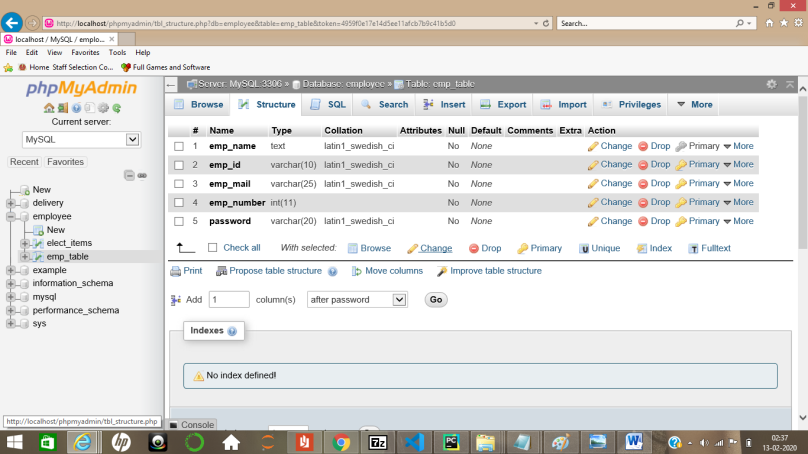 http://localhost/phpmyadmin/tbl_structure.php?db=employee&table=emp_table&token=4959f0e17e14d5ee11afcb7b9c41b5d0
Search...
localhost / MySQL / emplo...
File Edit View Favorites Tools Help
Home Staff Selection Co... Full Games and Software
phpMyAdmin
Current server:
MySQL
Recent Favorites
New
delivery
employee
New
elect_items
emp_table
example
information_schema
mysql
performance_schema
sys
http://localhost/phpmyadmin/tbl_structure.php
Server: MySQL:3306 » Database: employee » Table: emp_table
Browse Structure SQL Search Insert Export Import Privileges More
# Name Type Collation Attributes Null Default Comments Extra Action
1 emp_name text latin1_swedish_ci No None Change Drop Primary More
2 emp_id varchar(10) latin1_swedish_ci No None Change Drop Primary More
3 emp_mail varchar(25) latin1_swedish_ci No None Change Drop Primary More
4 emp_number int(11) No None Change Drop Primary More
5 password varchar(20) latin1_swedish_ci No None Change Drop Primary More
Check all With selected: Browse Change Drop Primary Unique Index Fulltext
Print Propose table structure Move columns Improve table structure
Add 1 column(s) after password Go
Indexes
No index defined!
Console
02:37
13-02-2020